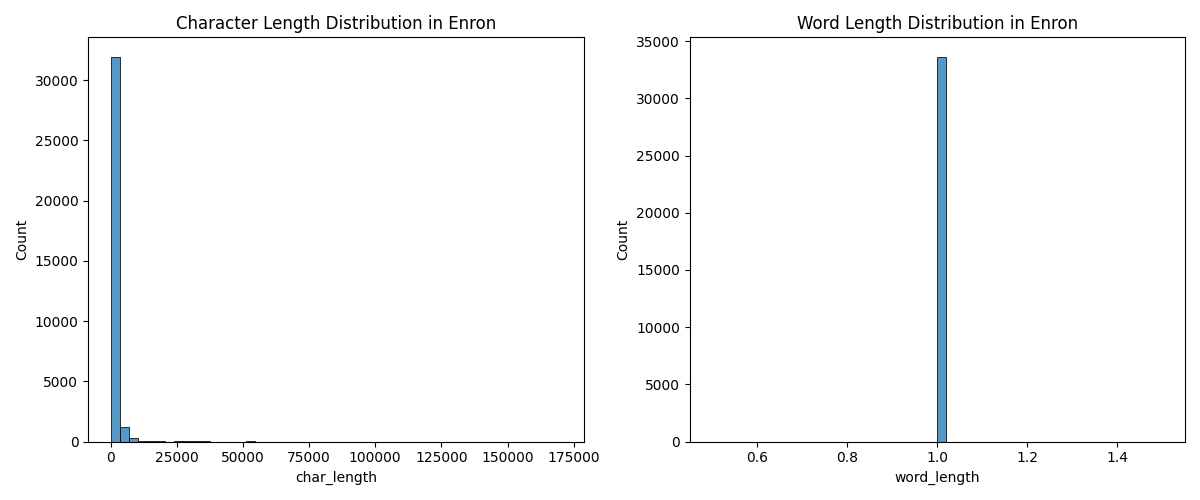 Character Length Distribution in Enron
Count
30000
25000
20000
15000
10000
5000
0
0 25000 50000 75000 100000 125000 150000 175000
char_length
Word Length Distribution in Enron
Count
35000
30000
25000
20000
15000
10000
5000
0
0.6 0.8 1.0 1.2 1.4
word_length